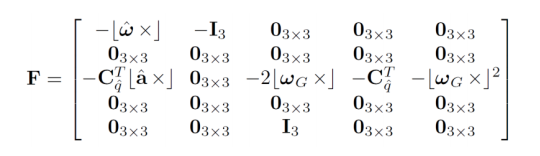 −⌊ω̂ ×⌋ −I₃ 0₃ₓ₃ 0₃ₓ₃ 0₃ₓ₃
0₃ₓ₃ 0₃ₓ₃ 0₃ₓ₃ 0₃ₓ₃ 0₃ₓ₃
F = −C_q̂^T⌊â ×⌋ 0₃ₓ₃ −2⌊ω_G ×⌋ −C_q̂^T −⌊ω_G ×⌋²
0₃ₓ₃ 0₃ₓ₃ 0₃ₓ₃ 0₃ₓ₃ 0₃ₓ₃
0₃ₓ₃ 0₃ₓ₃ I₃ 0₃ₓ₃ 0₃ₓ₃